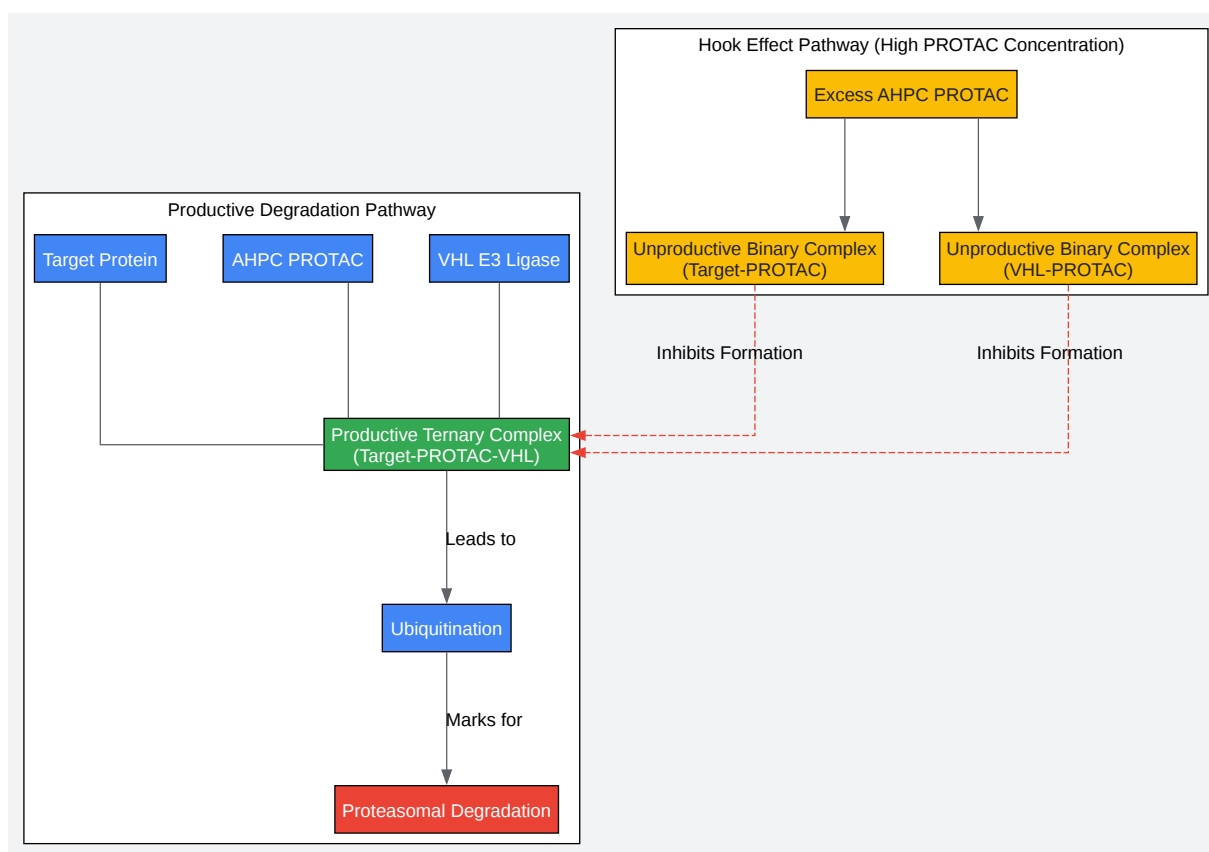 Hook Effect Pathway (High PROTAC Concentration)
Excess AHPC PROTAC
Unproductive Binary Complex
(Target-PROTAC)
Unproductive Binary Complex
(VHL-PROTAC)
Inhibits Formation
Inhibits Formation
Productive Degradation Pathway
Target Protein
AHPC PROTAC
VHL E3 Ligase
Productive Ternary Complex
(Target-PROTAC-VHL)
Leads to
Ubiquitination
Marks for
Proteasomal Degradation